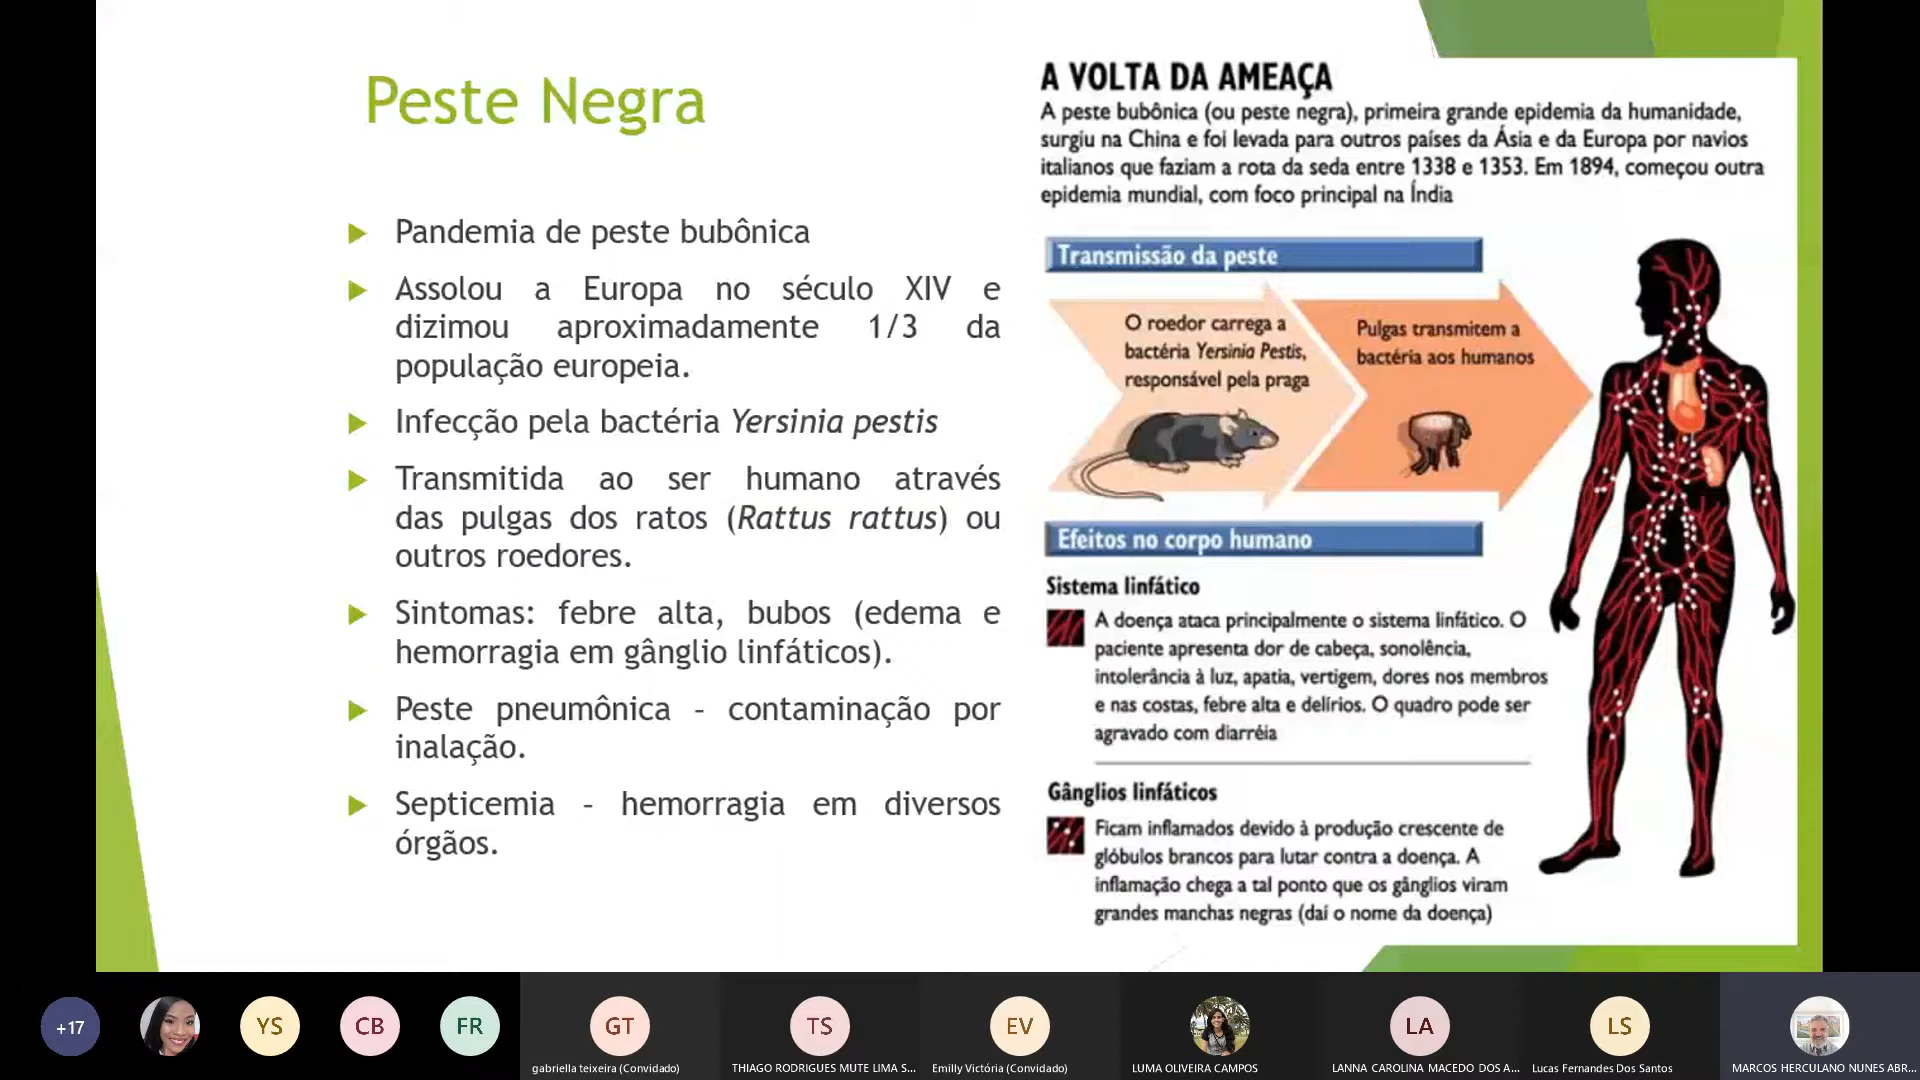 Peste Negra
Pandemia de peste bubônica
Assolou a Europa no século XIV e
dizimou aproximadamente 1/3 da
população europeia.
Infecção pela bactéria Yersinia pestis
Transmitida ao ser humano através
das pulgas dos ratos (Rattus rattus) ou
outros roedores.
Sintomas: febre alta, bubos (edema e
hemorragia em gânglio linfáticos).
Peste pneumônica – contaminação por
inalação.
Septicemia – hemorragia em diversos
órgãos.
A VOLTA DA AMEAÇA
A peste bubônica (ou peste negra), primeira grande epidemia da humanidade,
surgiu na China e foi levada para outros países da Ásia e da Europa por navios
italianos que faziam a rota da seda entre 1338 e 1353. Em 1894, começou outra
epidemia mundial, com foco principal na Índia
Transmissão da peste
O roedor carrega a
bactéria Yersinia Pestis,
responsável pela praga
Pulgas transmitem a
bactéria aos humanos
Efeitos no corpo humano
Sistema linfático
A doença ataca principalmente o sistema linfático. O
paciente apresenta dor de cabeça, sonolência,
intolerância à luz, apatia, vertigem, dores nos membros
e nas costas, febre alta e delírios. O quadro pode ser
agravado com diarréia
Gânglios linfáticos
Ficam inflamados devido à produção crescente de
glóbulos brancos para lutar contra a doença. A
inflamação chega a tal ponto que os gânglios viram
grandes manchas negras (daí o nome da doença)
+17
YS
CB
FR
GT
TS
EV
LA
LS
gabriella teixeira (Convidado)
THIAGO RODRIGUES MUTE LIMA S...
Emilly Victória (Convidado)
LUMA OLIVEIRA CAMPOS
LANNA CAROLINA MACEDO DOS A...
Lucas Fernandes Dos Santos
MARCOS HERCULANO NUNES ABR...